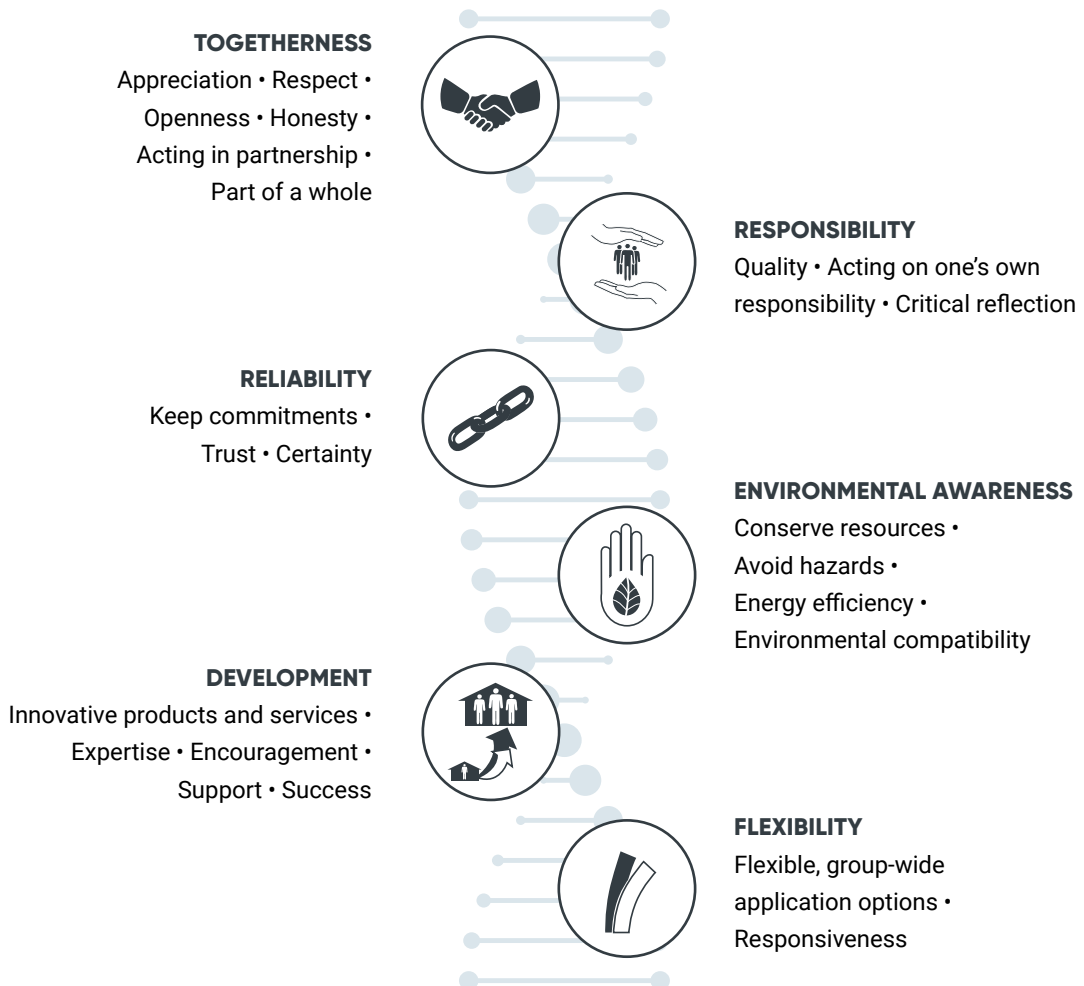 TOGETHERNESS
Appreciation • Respect •
Openness • Honesty •
Acting in partnership •
Part of a whole
RESPONSIBILITY
Quality • Acting on one’s own
responsibility • Critical reflection
RELIABILITY
Keep commitments •
Trust • Certainty
ENVIRONMENTAL AWARENESS
Conserve resources •
Avoid hazards •
Energy efficiency •
Environmental compatibility
DEVELOPMENT
Innovative products and services •
Expertise • Encouragement •
Support • Success
FLEXIBILITY
Flexible, group-wide
application options •
Responsiveness